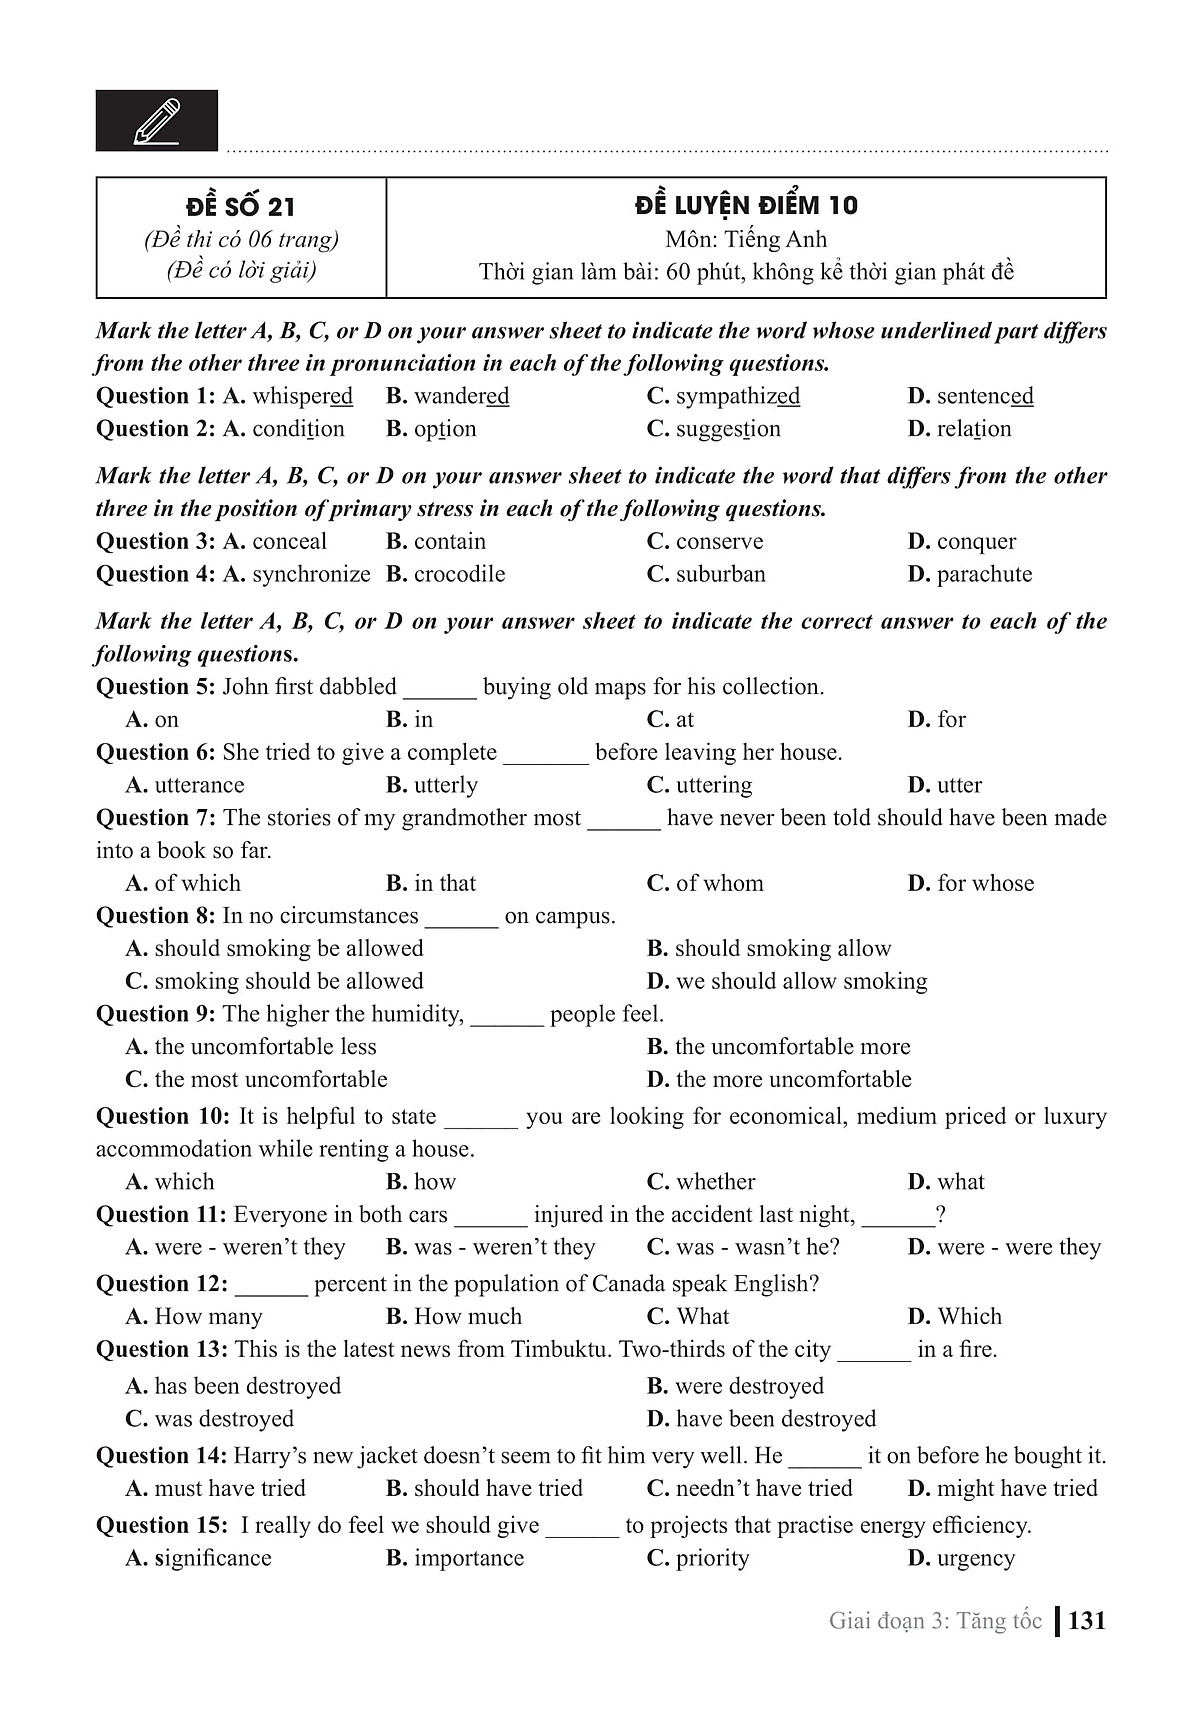 ĐỀ SỐ 21
(Đề thi có 06 trang)
(Đề có lời giải)
ĐỀ LUYỆN ĐIỂM 10
Môn: Tiếng Anh
Thời gian làm bài: 60 phút, không kể thời gian phát đề
Mark the letter A, B, C, or D on your answer sheet to indicate the word whose underlined part differs
from the other three in pronunciation in each of the following questions.
Question 1: A. whispered B. wandered C. sympathized D. sentenced
Question 2: A. condition B. option C. suggestion D. relation
Mark the letter A, B, C, or D on your answer sheet to indicate the word that differs from the other
three in the position of primary stress in each of the following questions.
Question 3: A. conceal B. contain C. conserve D. conquer
Question 4: A. synchronize B. crocodile C. suburban D. parachute
Mark the letter A, B, C, or D on your answer sheet to indicate the correct answer to each of the
following questions.
Question 5: John first dabbled ______ buying old maps for his collection.
A. on B. in C. at D. for
Question 6: She tried to give a complete _______ before leaving her house.
A. utterance B. utterly C. uttering D. utter
Question 7: The stories of my grandmother most ______ have never been told should have been made
into a book so far.
A. of which B. in that C. of whom D. for whose
Question 8: In no circumstances ______ on campus.
A. should smoking be allowed B. should smoking allow
C. smoking should be allowed D. we should allow smoking
Question 9: The higher the humidity, ______ people feel.
A. the uncomfortable less B. the uncomfortable more
C. the most uncomfortable D. the more uncomfortable
Question 10: It is helpful to state ______ you are looking for economical, medium priced or luxury
accommodation while renting a house.
A. which B. how C. whether D. what
Question 11: Everyone in both cars ______ injured in the accident last night, ______?
A. were - weren't they B. was - weren't they C. was - wasn't he? D. were - were they
Question 12: ______ percent in the population of Canada speak English?
A. How many B. How much C. What D. Which
Question 13: This is the latest news from Timbuktu. Two-thirds of the city ______ in a fire.
A. has been destroyed B. were destroyed
C. was destroyed D. have been destroyed
Question 14: Harry's new jacket doesn't seem to fit him very well. He ______ it on before he bought it.
A. must have tried B. should have tried C. needn't have tried D. might have tried
Question 15: I really do feel we should give ______ to projects that practise energy efficiency.
A. significance B. importance C. priority D. urgency
Giai đoạn 3: Tăng tốc 131